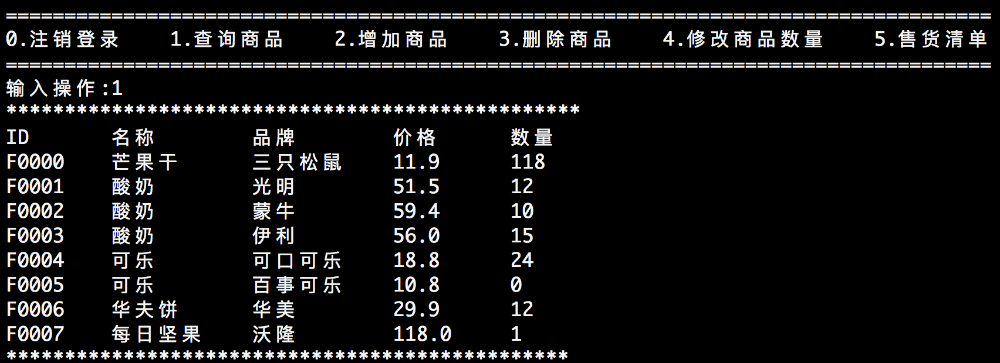 ====================================================================================
0.注销登录    1.查询商品    2.增加商品    3.删除商品    4.修改商品数量    5.售货清单
====================================================================================
输入操作:1
*************************************************
ID       名称        品牌        价格      数量
F0000    芒果干      三只松鼠    11.9      118
F0001    酸奶        光明        51.5      12
F0002    酸奶        蒙牛        59.4      10
F0003    酸奶        伊利        56.0      15
F0004    可乐        可口可乐    18.8      24
F0005    可乐        百事可乐    10.8      0
F0006    华夫饼      华美        29.9      12
F0007    每日坚果    沃隆        118.0     1
************************************************